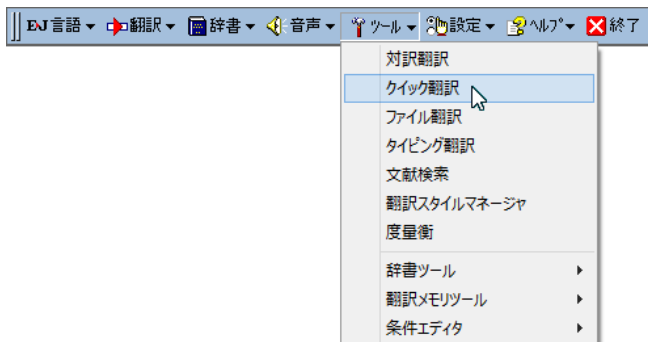 EJ言語 翻訳 辞書 音声 ツール 設定 ヘルプ 終了
対訳翻訳
クイック翻訳
ファイル翻訳
タイピング翻訳
文献検索
翻訳スタイルマネージャ
度量衡
辞書ツール
翻訳メモリツール
条件エディタ